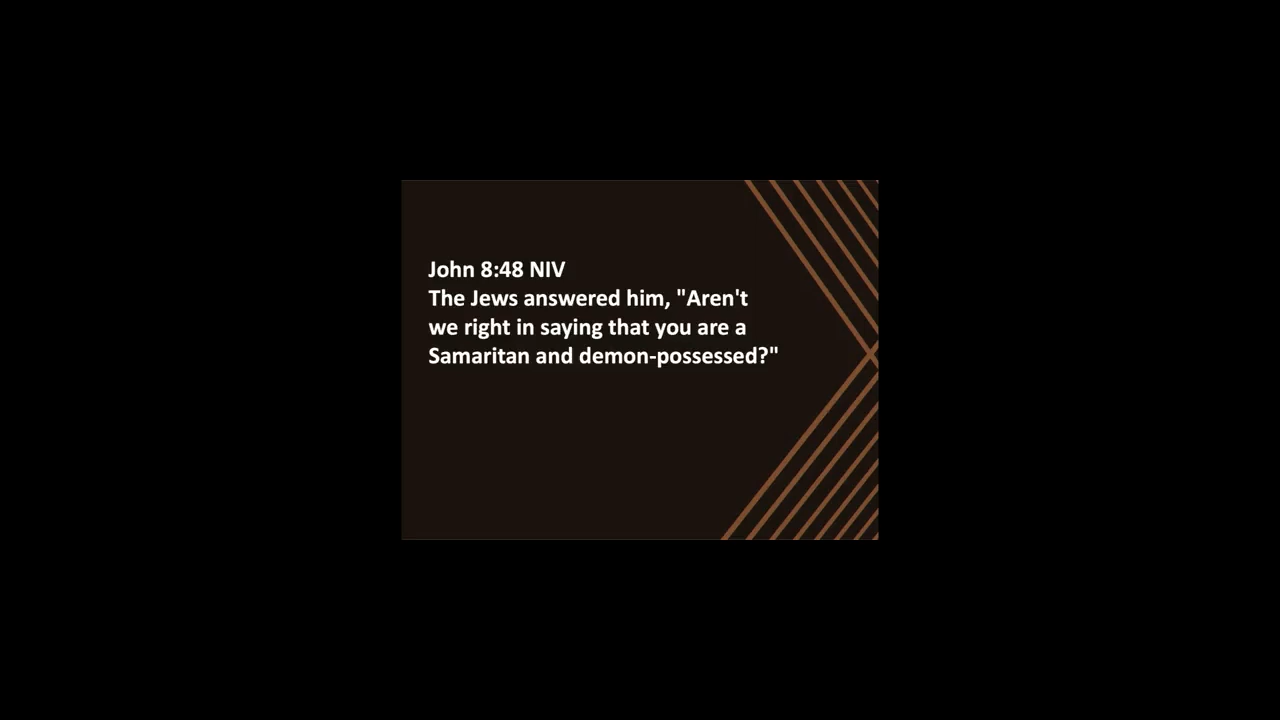 John 8:48 NIV
The Jews answered him, "Aren't
we right in saying that you are a
Samaritan and demon-possessed?"